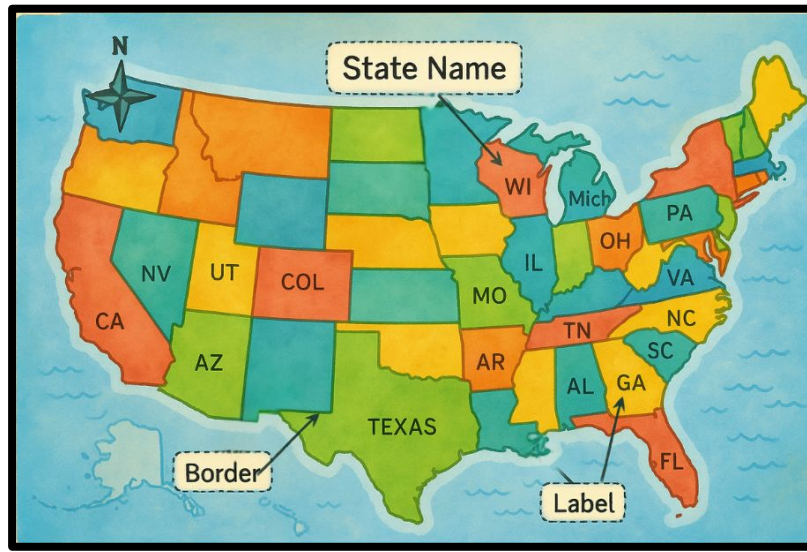 N
State Name
WI
Mich
PA
OH
NV
UT
COL
IL
VA
MO
CA
NC
TN
AZ
AR
SC
AL
GA
TEXAS
FL
Border
Label